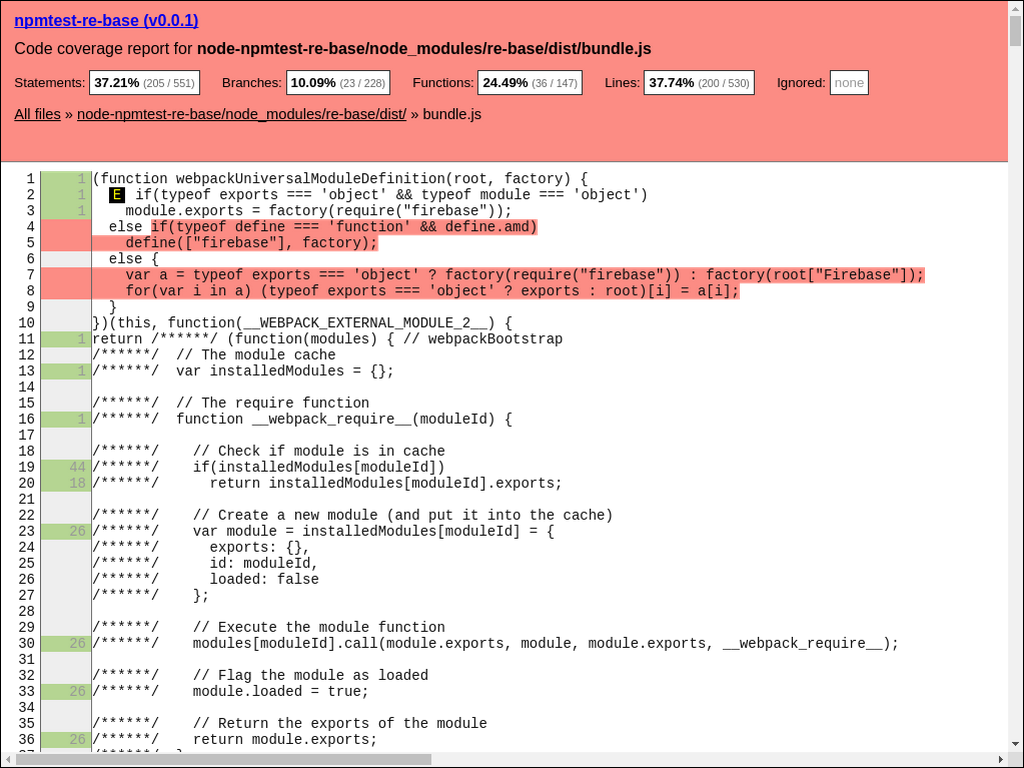 npmtest-re-base (v0.0.1)
Code coverage report for node-npmtest-re-base/node_modules/re-base/dist/bundle.js
Statements: 37.21% (205 / 551) Branches: 10.09% (23 / 228) Functions: 24.49% (36 / 147) Lines: 37.74% (200 / 530) Ignored: none
All files » node-npmtest-re-base/node_modules/re-base/dist/ » bundle.js
1 1 (function webpackUniversalModuleDefinition(root, factory) {
2 1 E if(typeof exports === 'object' && typeof module === 'object')
3 1 module.exports = factory(require("firebase"));
4 else if(typeof define === 'function' && define.amd)
5 define(["firebase"], factory);
6 else {
7 var a = typeof exports === 'object' ? factory(require("firebase")) : factory(root["Firebase"]);
8 for(var i in a) (typeof exports === 'object' ? exports : root)[i] = a[i];
9 }
10 })(this, function(__WEBPACK_EXTERNAL_MODULE_2__) {
11 1 return /******/ (function(modules) { // webpackBootstrap
12 /******/ // The module cache
13 1 /******/ var installedModules = {};
14
15 /******/ // The require function
16 1 /******/ function __webpack_require__(moduleId) {
17
18 /******/ // Check if module is in cache
19 44 /******/ if(installedModules[moduleId])
20 18 /******/ return installedModules[moduleId].exports;
21
22 /******/ // Create a new module (and put it into the cache)
23 26 /******/ var module = installedModules[moduleId] = {
24 /******/ exports: {},
25 /******/ id: moduleId,
26 /******/ loaded: false
27 /******/ };
28
29 /******/ // Execute the module function
30 26 /******/ modules[moduleId].call(module.exports, module, module.exports, __webpack_require__);
31
32 /******/ // Flag the module as loaded
33 26 /******/ module.loaded = true;
34
35 /******/ // Return the exports of the module
36 26 /******/ return module.exports;